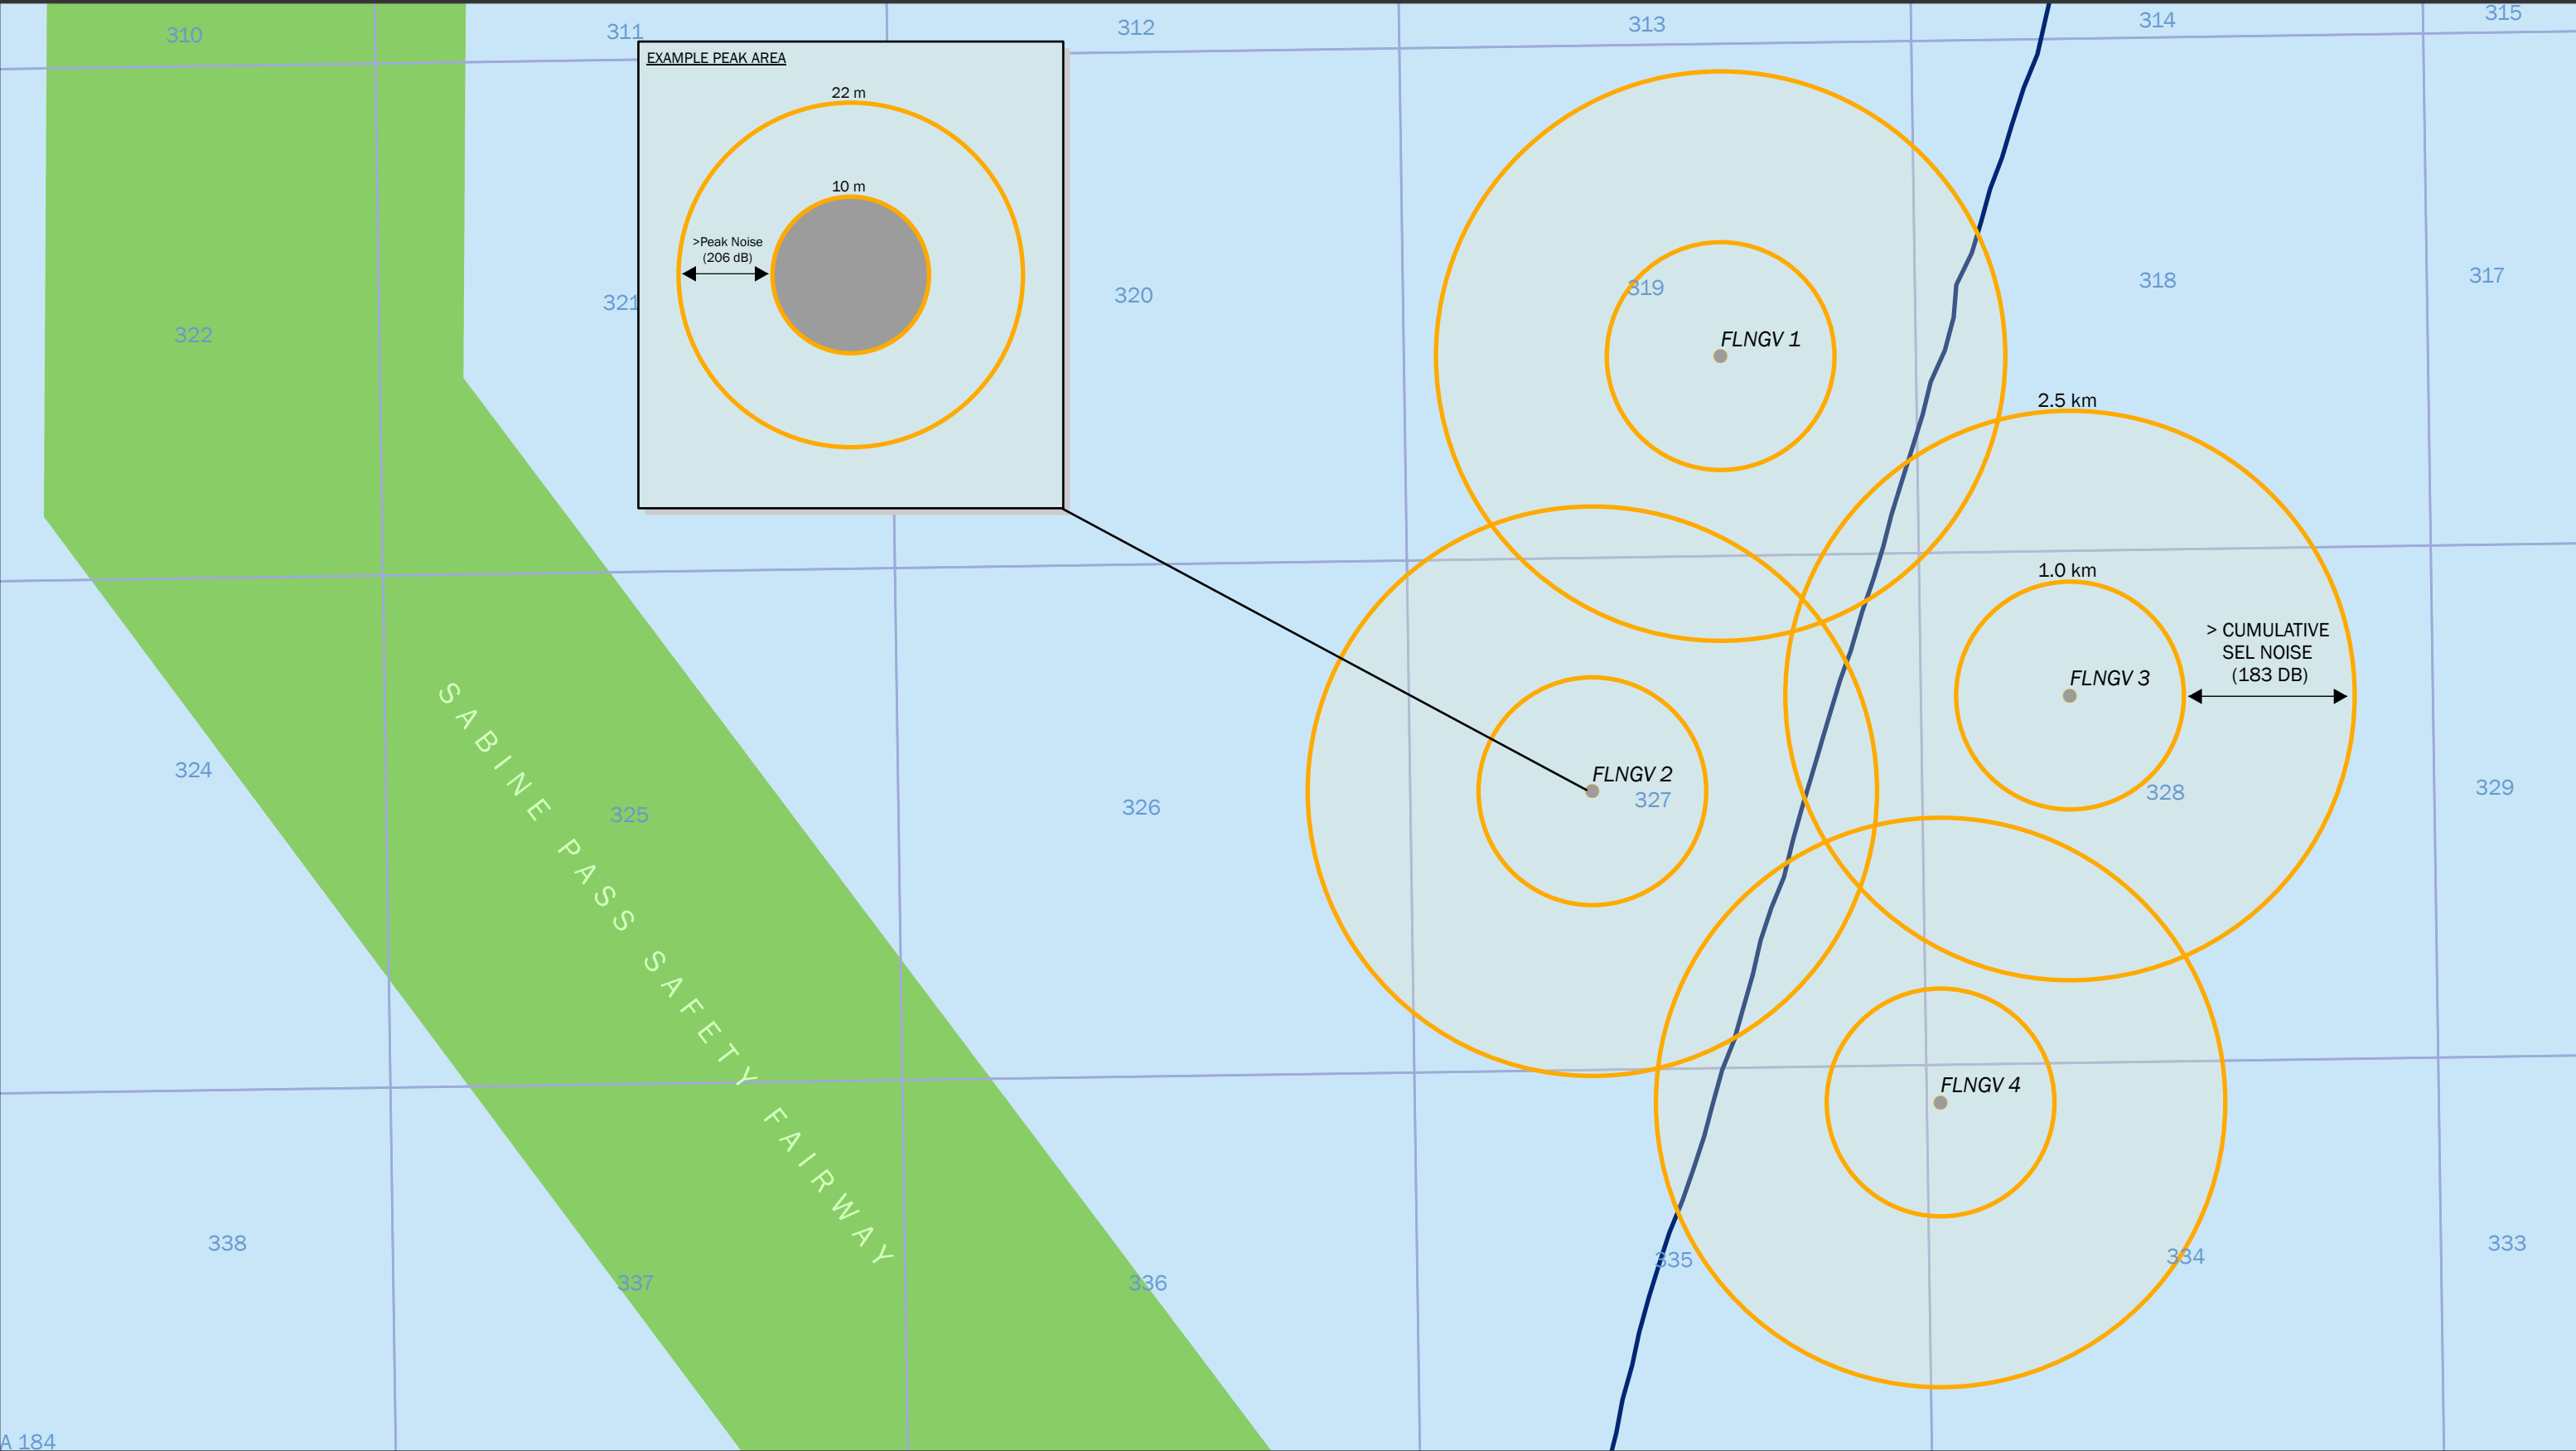 310
311
312
313
314
315
EXAMPLE PEAK AREA
22 m
10 m
>Peak Noise
(206 dB)
322
321
320
319
318
317
FLNGV 1
2.5 km
1.0 km
> CUMULATIVE
SEL NOISE
(183 DB)
FLNGV 3
328
329
FLNGV 2
327
326
325
324
SABINE PASS SAFETY FAIRWAY
FLNGV 4
338
337
336
335
334
333
A 184